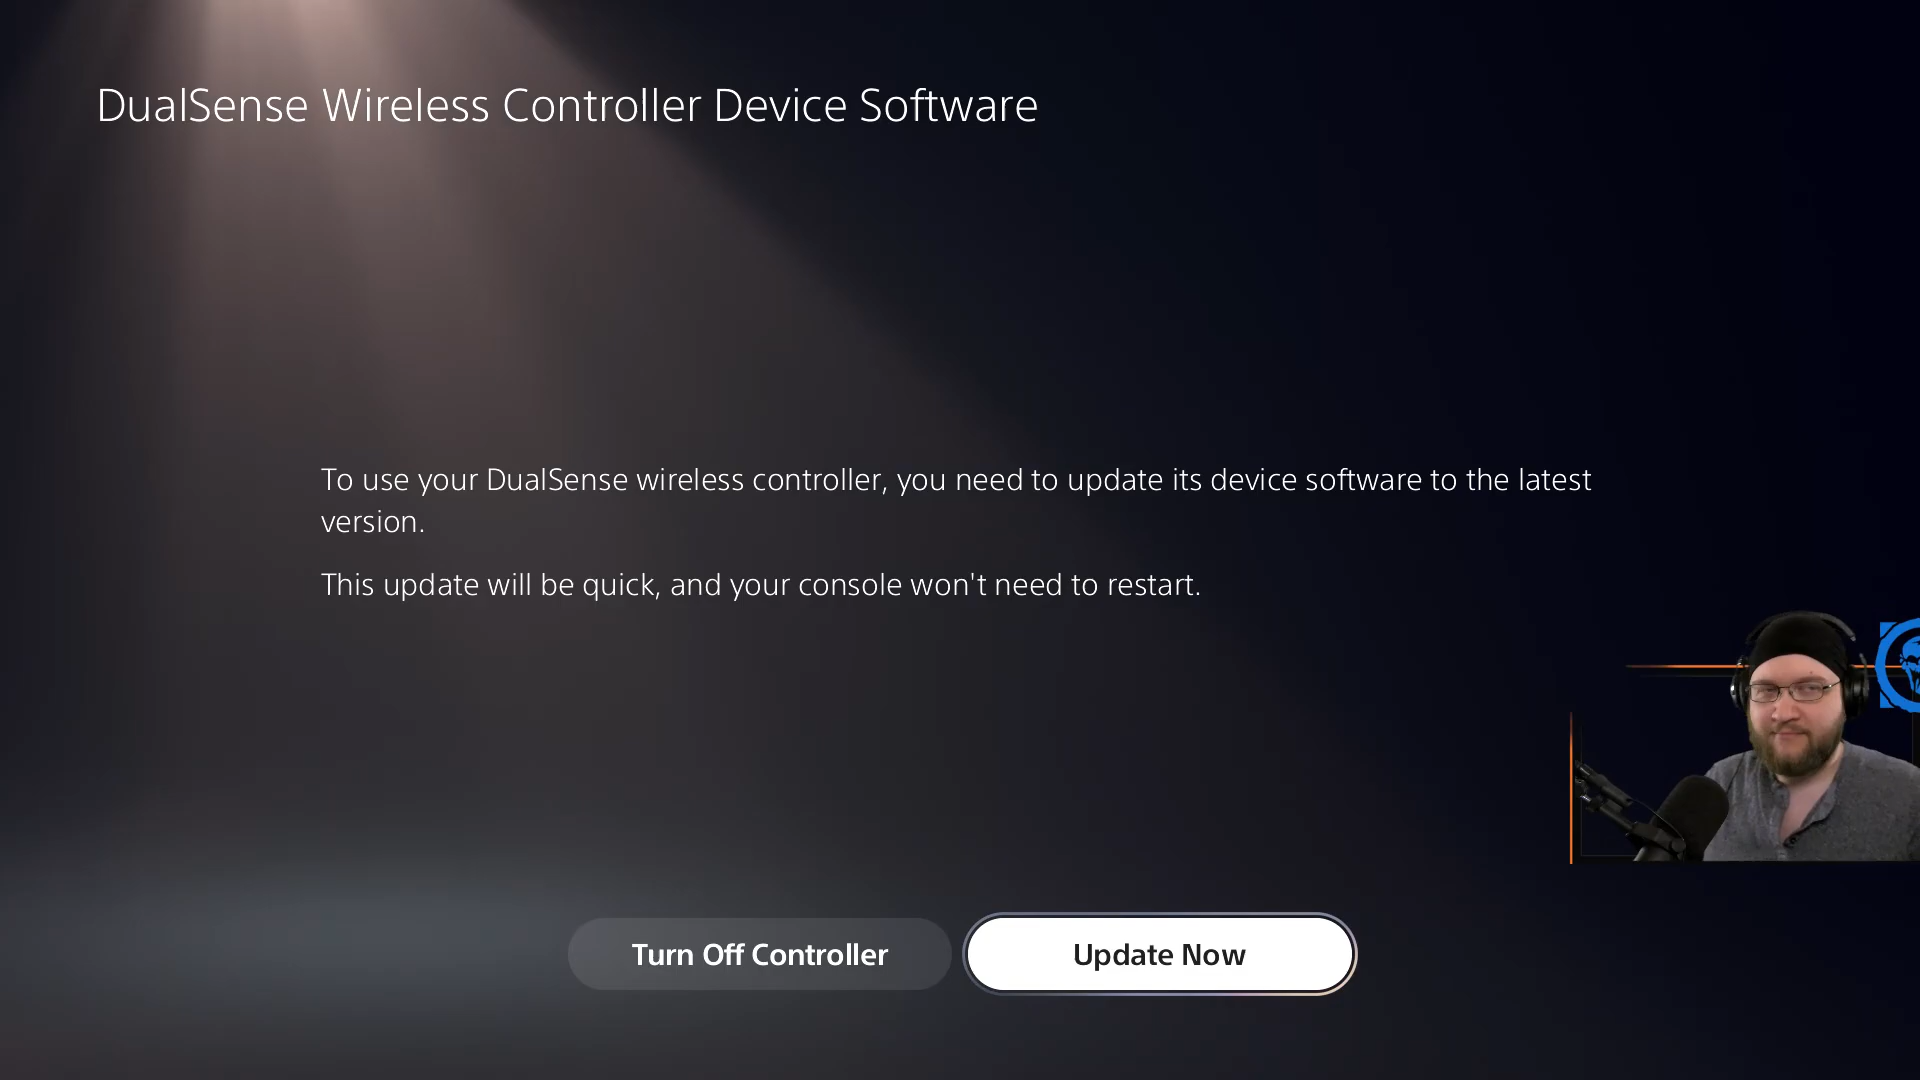 DualSense Wireless Controller Device Software
To use your DualSense wireless controller, you need to update its device software to the latest
version.
This update will be quick, and your console won't need to restart.
Turn Off Controller
Update Now